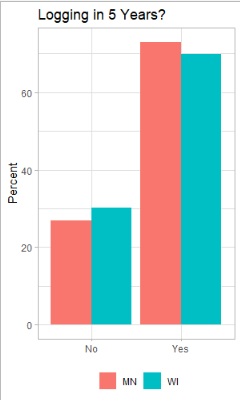 Logging in 5 Years?
Percent
60
40
20
0
No Yes
MN WI